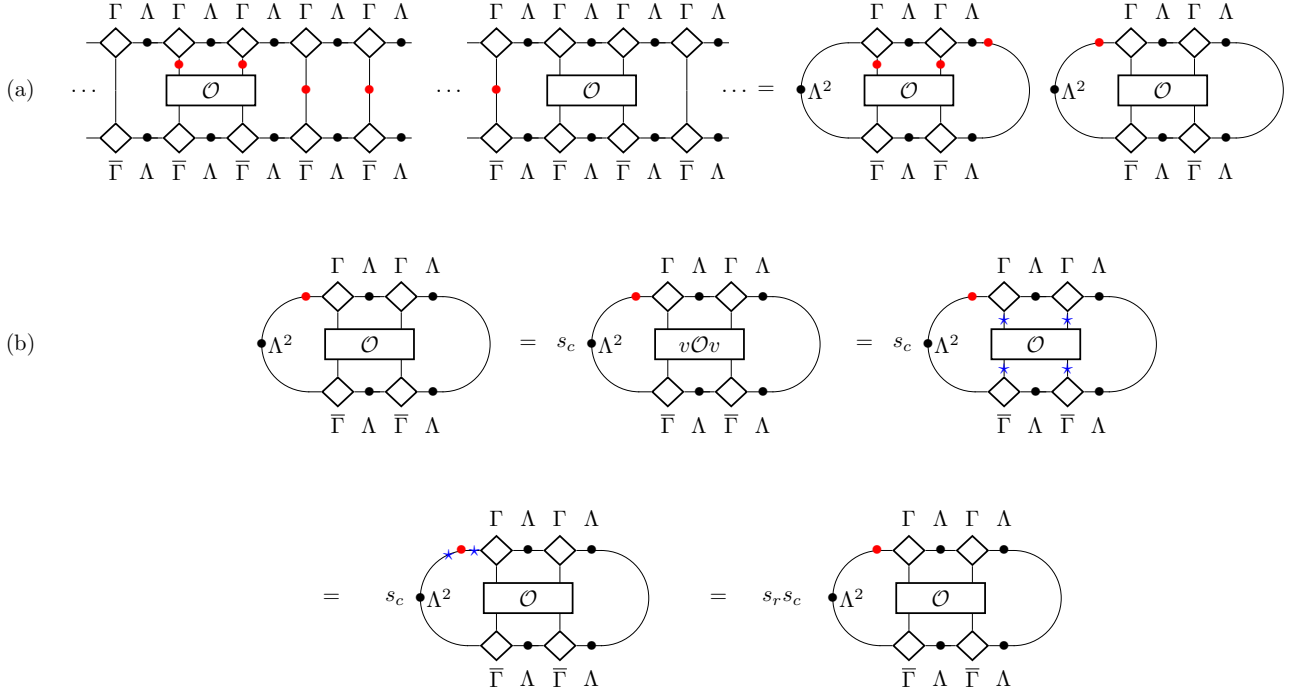 Γ Λ Γ Λ Γ Λ Γ Λ Γ Λ Γ Λ Γ Λ Γ Λ Γ Γ Λ Γ Λ Γ Λ Γ Λ
(a) ⋯ 𝒪 ⋯ 𝒪 ⋯ = Λ² 𝒪 Λ² 𝒪
Γ̅ Λ Γ̅ Λ Γ̅ Λ Γ̅ Λ Γ̅ Λ Γ̅ Λ Γ̅ Λ Γ̅ Λ Γ̅ Γ̅ Λ Γ̅ Λ Γ̅ Λ Γ̅ Λ
Γ Λ Γ Λ Γ Λ Γ Λ Γ Λ Γ Λ
(b) Λ² 𝒪 = s_c Λ² v𝒪v = s_c Λ² 𝒪
Γ̅ Λ Γ̅ Λ Γ̅ Λ Γ̅ Λ Γ̅ Λ Γ̅ Λ
Γ Λ Γ Λ Γ Λ Γ Λ
= s_c Λ² 𝒪 = s_r s_c Λ² 𝒪
Γ̅ Λ Γ̅ Λ Γ̅ Λ Γ̅ Λ